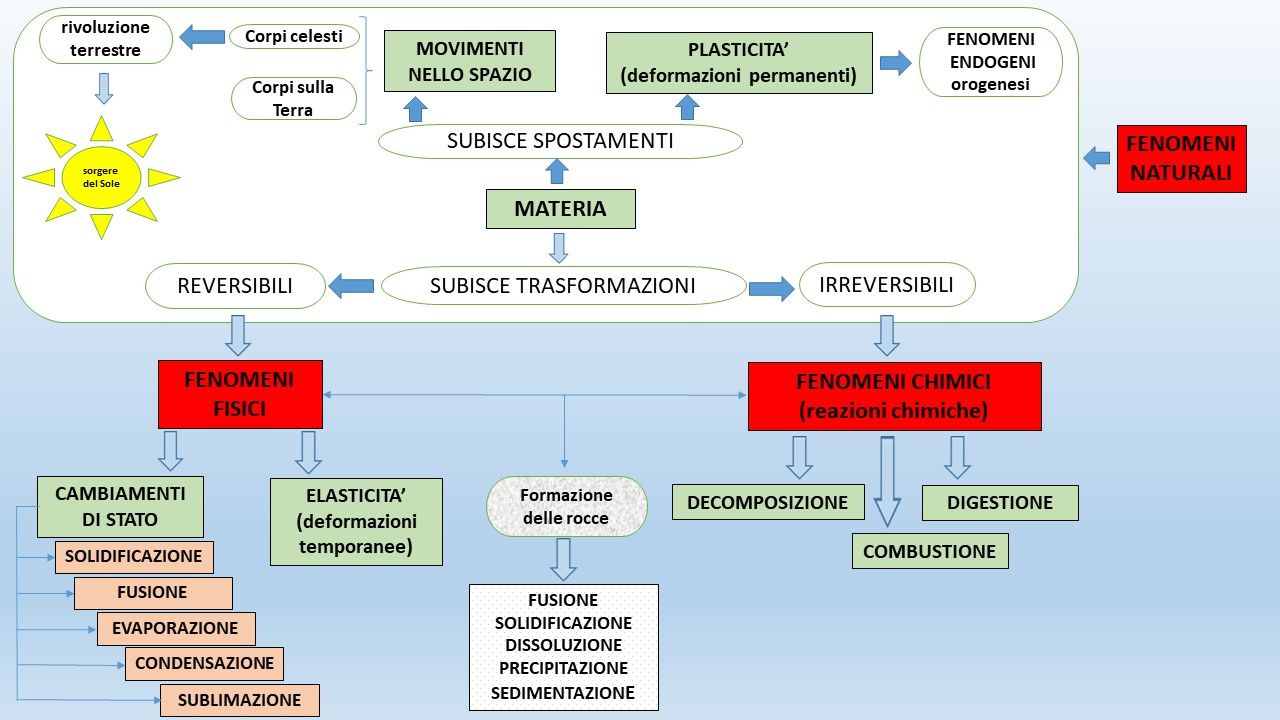 rivoluzione
terrestre
Corpi celesti
Corpi sulla
Terra
MOVIMENTI
NELLO SPAZIO
PLASTICITA’
(deformazioni permanenti)
FENOMENI
ENDOGENI
orogenesi
SUBISCE SPOSTAMENTI
FENOMENI
NATURALI
sorgere
del Sole
MATERIA
REVERSIBILI
SUBISCE TRASFORMAZIONI
IRREVERSIBILI
FENOMENI
FISICI
FENOMENI CHIMICI
(reazioni chimiche)
CAMBIAMENTI
DI STATO
ELASTICITA’
(deformazioni
temporanee)
Formazione
delle rocce
DECOMPOSIZIONE
DIGESTIONE
COMBUSTIONE
SOLIDIFICAZIONE
FUSIONE
EVAPORAZIONE
CONDENSAZIONE
SUBLIMAZIONE
FUSIONE
SOLIDIFICAZIONE
DISSOLUZIONE
PRECIPITAZIONE
SEDIMENTAZIONE